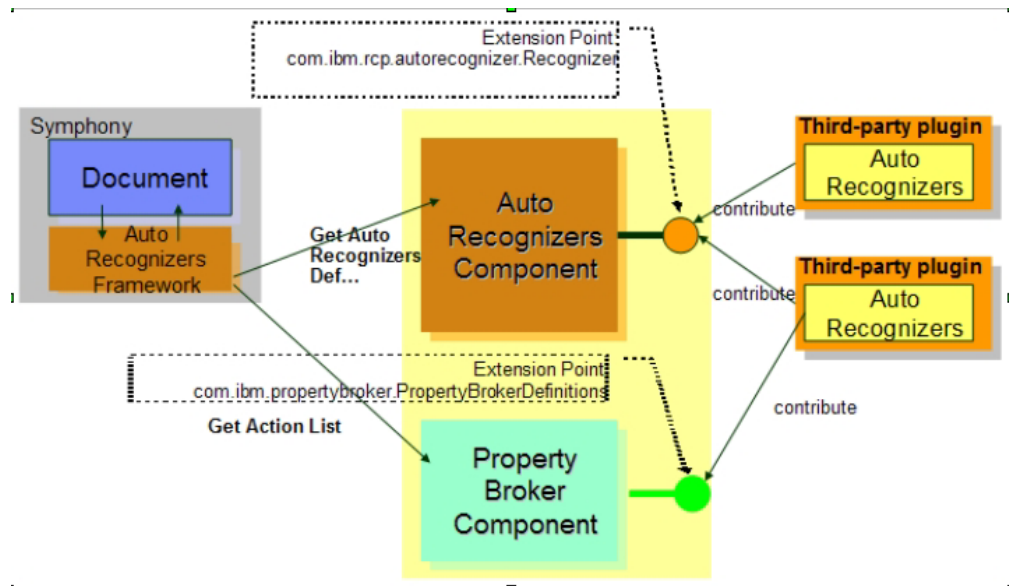 Extension Point:
com.ibm.rcp.autorecognizer.Recognizer
Symphony
Document
Auto
Recognizers
Framework
Get Auto
Recognizers
Def...
Auto
Recognizers
Component
Third-party plugin
Auto
Recognizers
contribute
Third-party plugin
Auto
Recognizers
contribute
Extension Point:
com.ibm.propertybroker.PropertyBrokerDefinitions
contribute
Get Action List
Property
Broker
Component